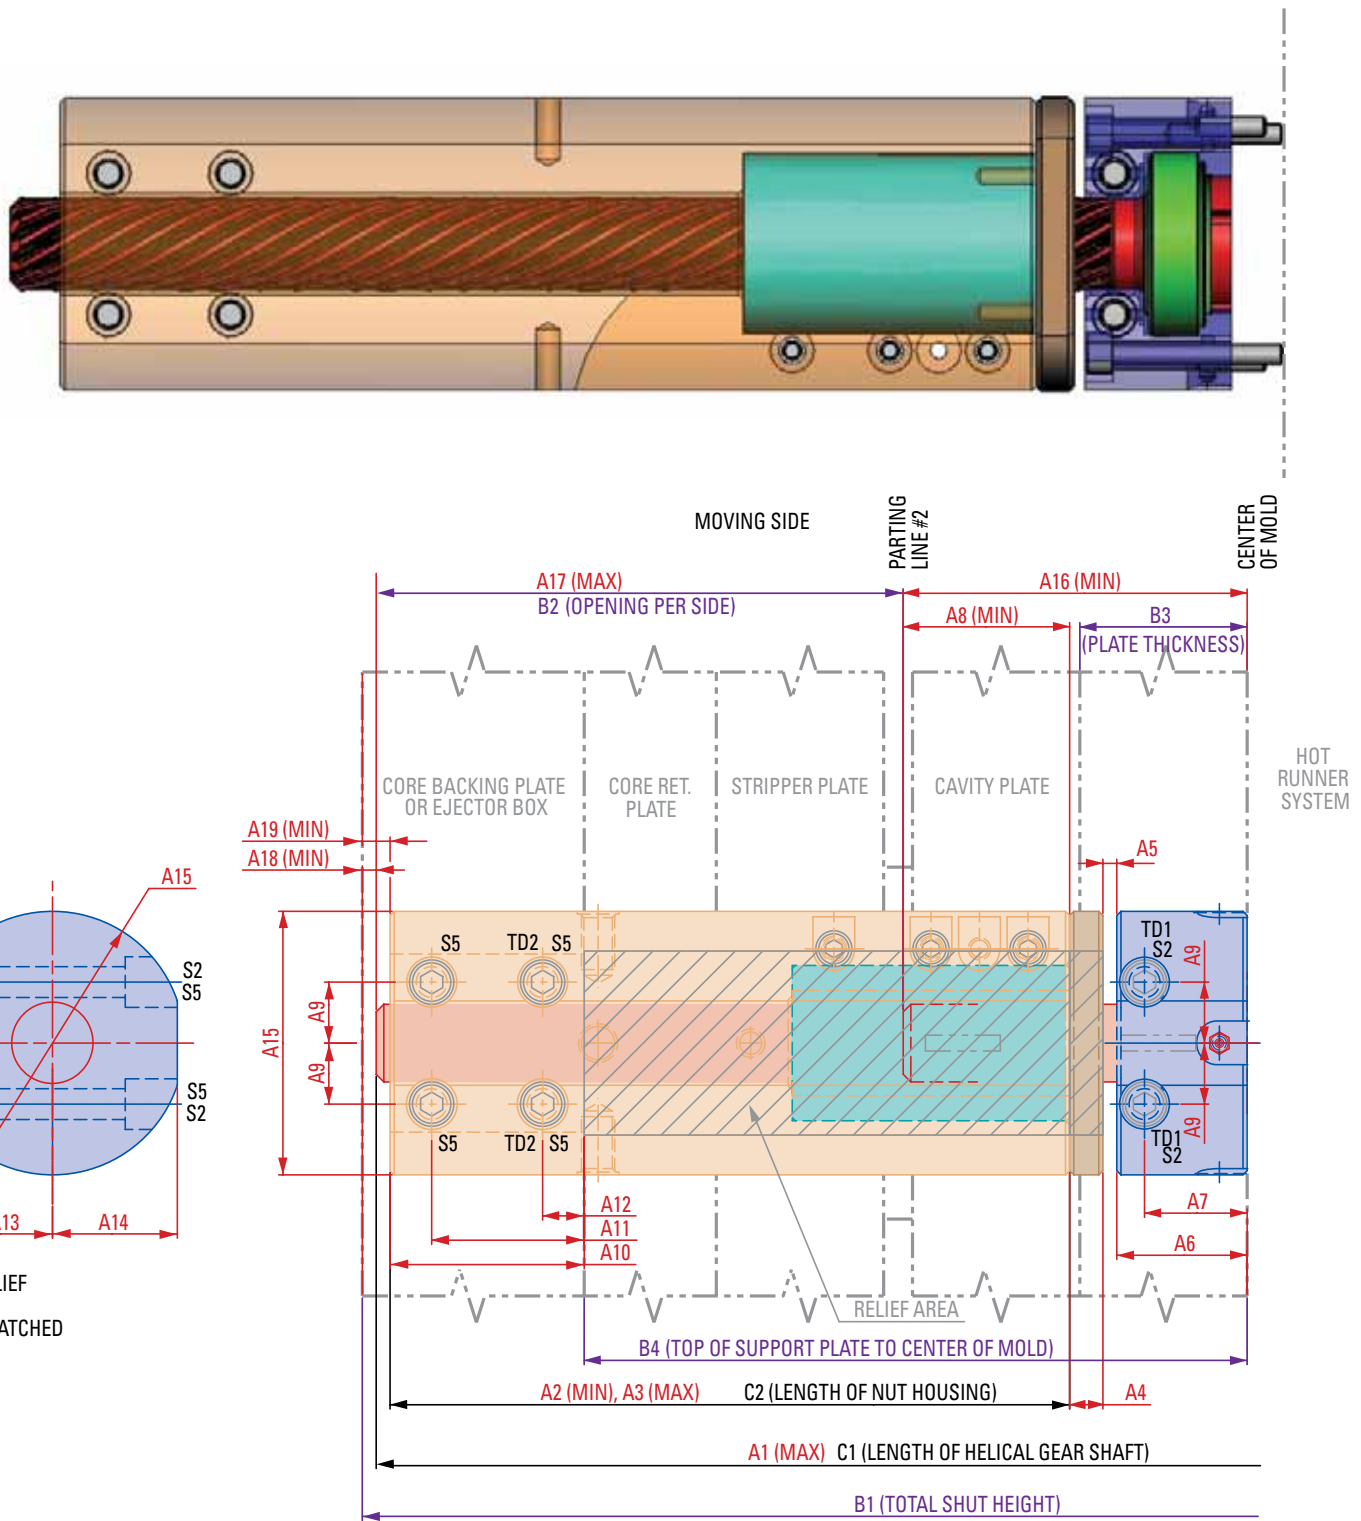 MOVING SIDE
PARTING
LINE #2
CENTER
OF MOLD
A17 (MAX)
A16 (MIN)
B2 (OPENING PER SIDE)
A8 (MIN)
B3
(PLATE THICKNESS)
CORE BACKING PLATE
OR EJECTOR BOX
CORE RET.
PLATE
STRIPPER PLATE
CAVITY PLATE
HOT
RUNNER
SYSTEM
A19 (MIN)
A18 (MIN)
A5
A15
S2
S5
S5
S2
A13
A14
A15
A9
A9
S5
TD2 S5
S5
TD2 S5
TD1
S2
A9
A9
TD1
S2
A12
A11
A10
A7
A6
LIEF
ATCHED
RELIEF AREA
B4 (TOP OF SUPPORT PLATE TO CENTER OF MOLD)
A2 (MIN), A3 (MAX) C2 (LENGTH OF NUT HOUSING)
A4
A1 (MAX) C1 (LENGTH OF HELICAL GEAR SHAFT)
B1 (TOTAL SHUT HEIGHT)